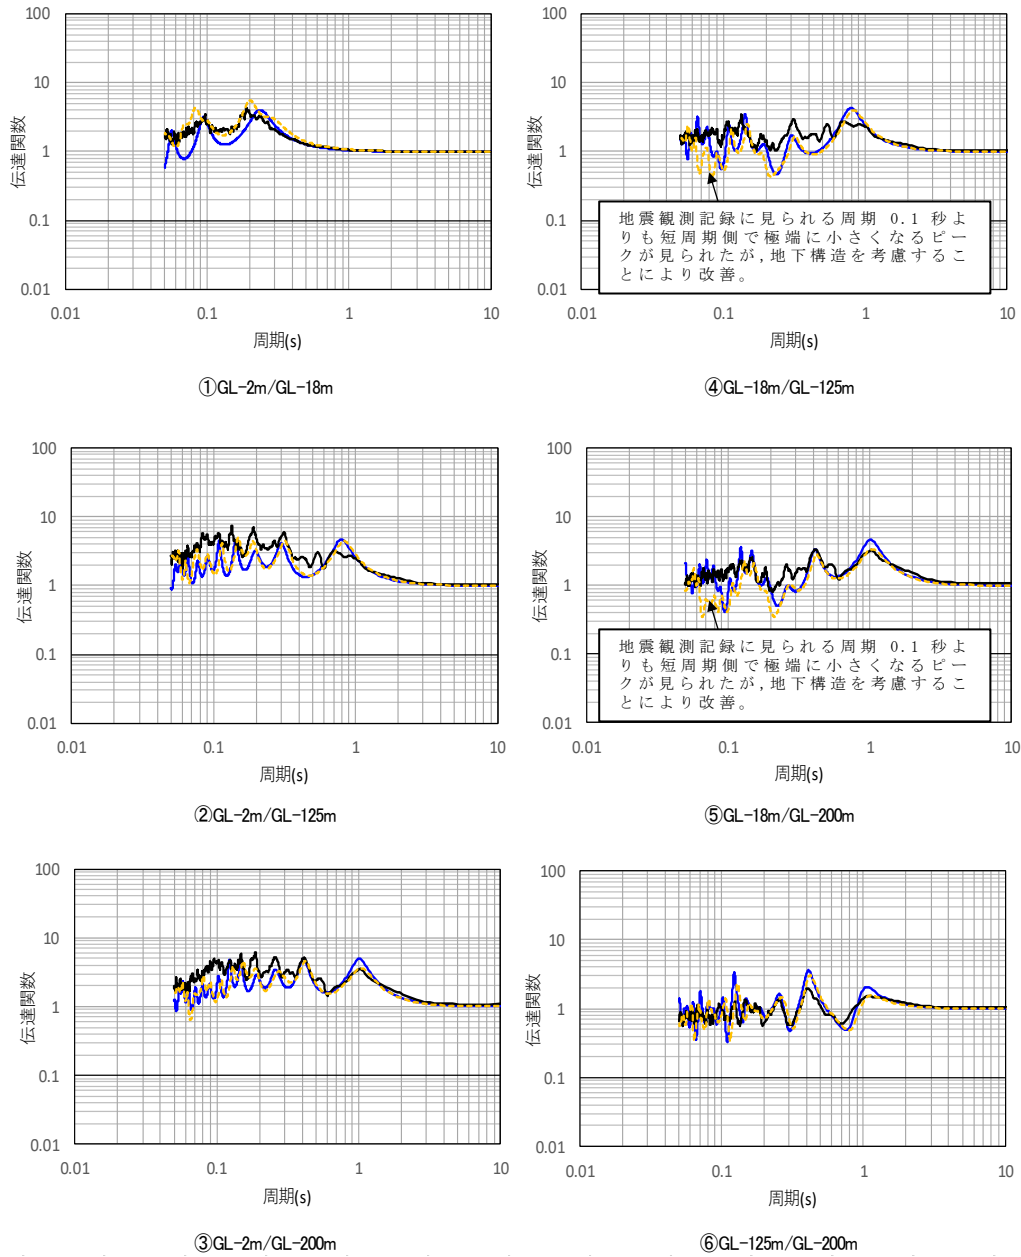 100
10
1
0.1
0.01
0.01
0.1
1
10
伝達関数
周期(s)
①GL-2m/GL-18m
100
10
1
0.1
0.01
0.01
0.1
1
10
伝達関数
周期(s)
地震観測記録に見られる周期 0.1 秒よ
りも短周期側で極端に小さくなるピー
クが見られたが,地下構造を考慮するこ
とにより改善。
④GL-18m/GL-125m
100
10
1
0.1
0.01
0.01
0.1
1
10
伝達関数
周期(s)
②GL-2m/GL-125m
100
10
1
0.1
0.01
0.01
0.1
1
10
伝達関数
周期(s)
地震観測記録に見られる周期 0.1 秒よ
りも短周期側で極端に小さくなるピー
クが見られたが,地下構造を考慮するこ
とにより改善。
⑤GL-18m/GL-200m
100
10
1
0.1
0.01
0.01
0.1
1
10
伝達関数
周期(s)
③GL-2m/GL-200m
100
10
1
0.1
0.01
0.01
0.1
1
10
伝達関数
周期(s)
⑥GL-125m/GL-200m